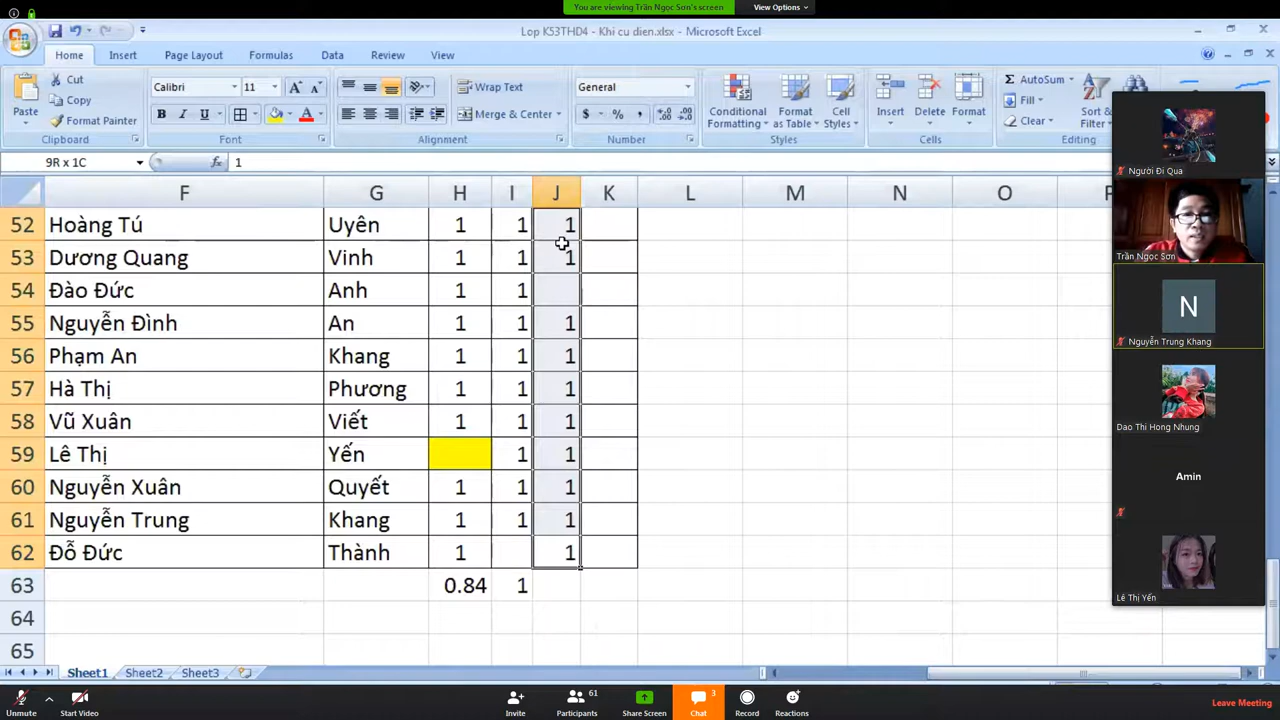 You are viewing Trần Ngọc Sơn's screen
View Options
Lop K53THD4 - Khi cu dien.xlsx - Microsoft Excel
Home Insert Page Layout Formulas Data Review View
Paste
Cut
Copy
Format Painter
Calibri 11
B I U
Wrap Text
Merge & Center
General
$ % ,
Conditional Formatting
Format as Table
Cell Styles
Insert Delete Format
AutoSum
Fill
Clear
Sort &
Clipboard Font Alignment Number Styles Cells Editing
9R x 1C fx 1
F G H I J K L M N O
52 Hoàng Tú Uyên 1 1 1
53 Dương Quang Vinh 1 1 1
54 Đào Đức Anh 1 1
55 Nguyễn Đình An 1 1 1
56 Phạm An Khang 1 1 1
57 Hà Thị Phương 1 1 1
58 Vũ Xuân Viết 1 1 1
59 Lê Thị Yến 1 1
60 Nguyễn Xuân Quyết 1 1 1
61 Nguyễn Trung Khang 1 1 1
62 Đỗ Đức Thành 1 1
63 0.84 1
64
65
Sheet1 Sheet2 Sheet3
Người Đi Qua
Trần Ngọc Sơn
N
Nguyễn Trung Khang
Dao Thi Hong Nhung
Amin
Lê Thị Yến
Unmute Start Video Invite Participants 61 Share Screen Chat 3 Record Reactions Leave Meeting